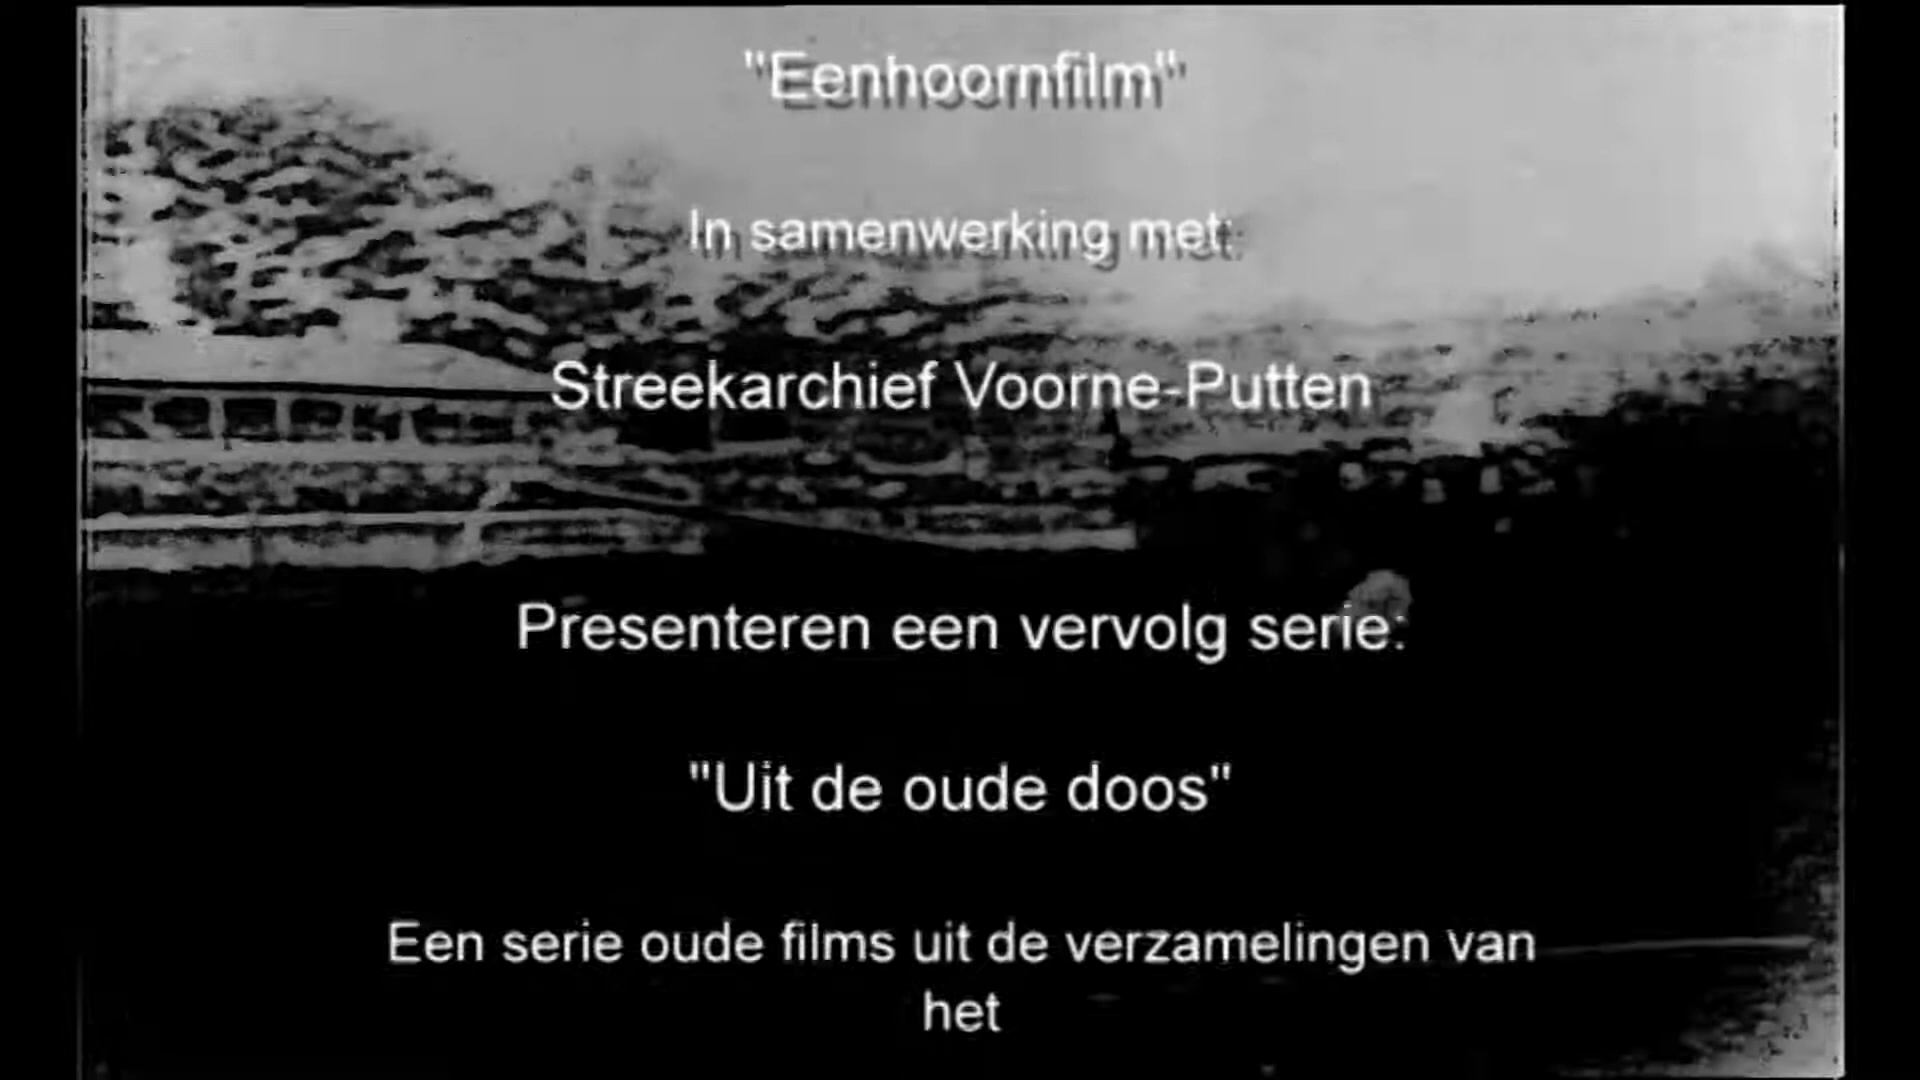 "Eenhoornfilm"
In samenwerking met:
Streekarchief Voorne-Putten
Presenteren een vervolg serie:
"Uit de oude doos"
Een serie oude films uit de verzamelingen van
het